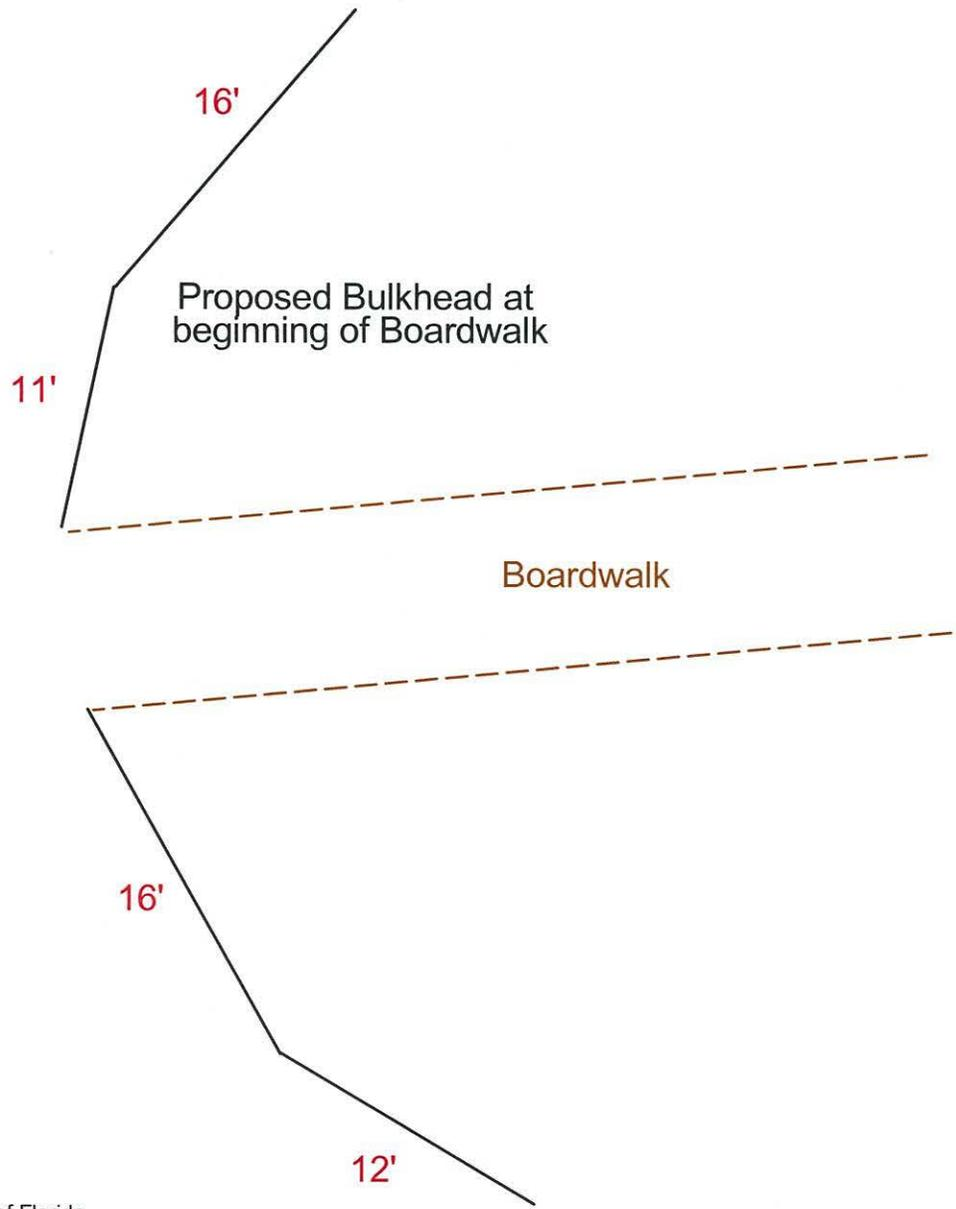 16'
Proposed Bulkhead at
beginning of Boardwalk
11'
Boardwalk
16'
12'